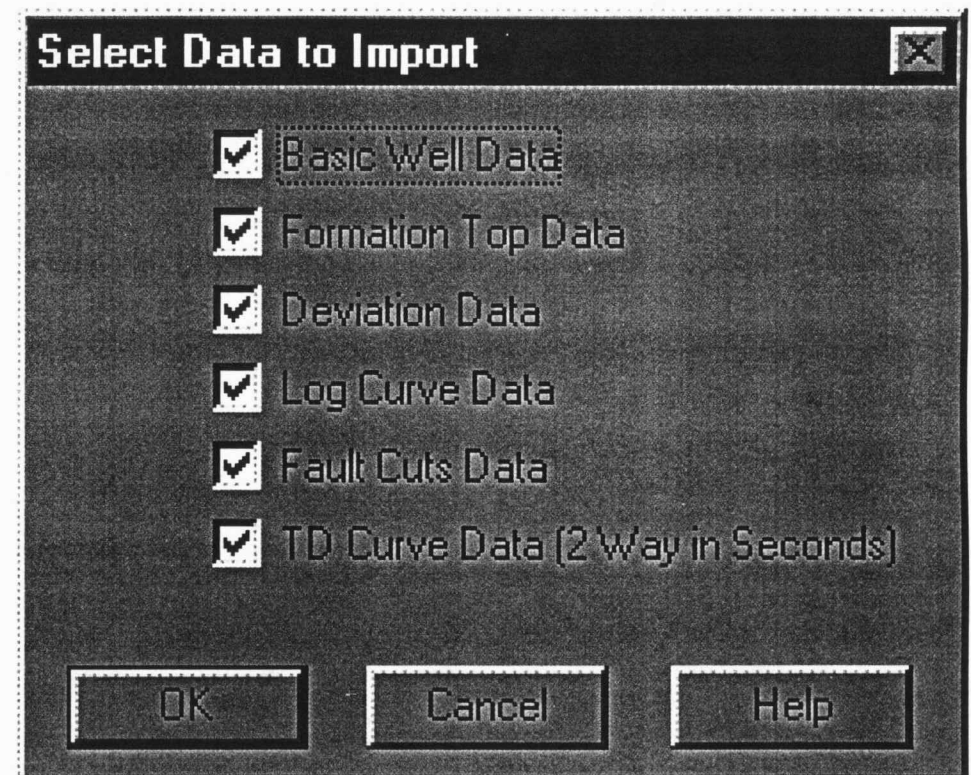 Select Data to Import
Basic Well Data
Formation Top Data
Deviation Data
Log Curve Data
Fault Cuts Data
TD Curve Data (2 Way in Seconds)
OK Cancel Help